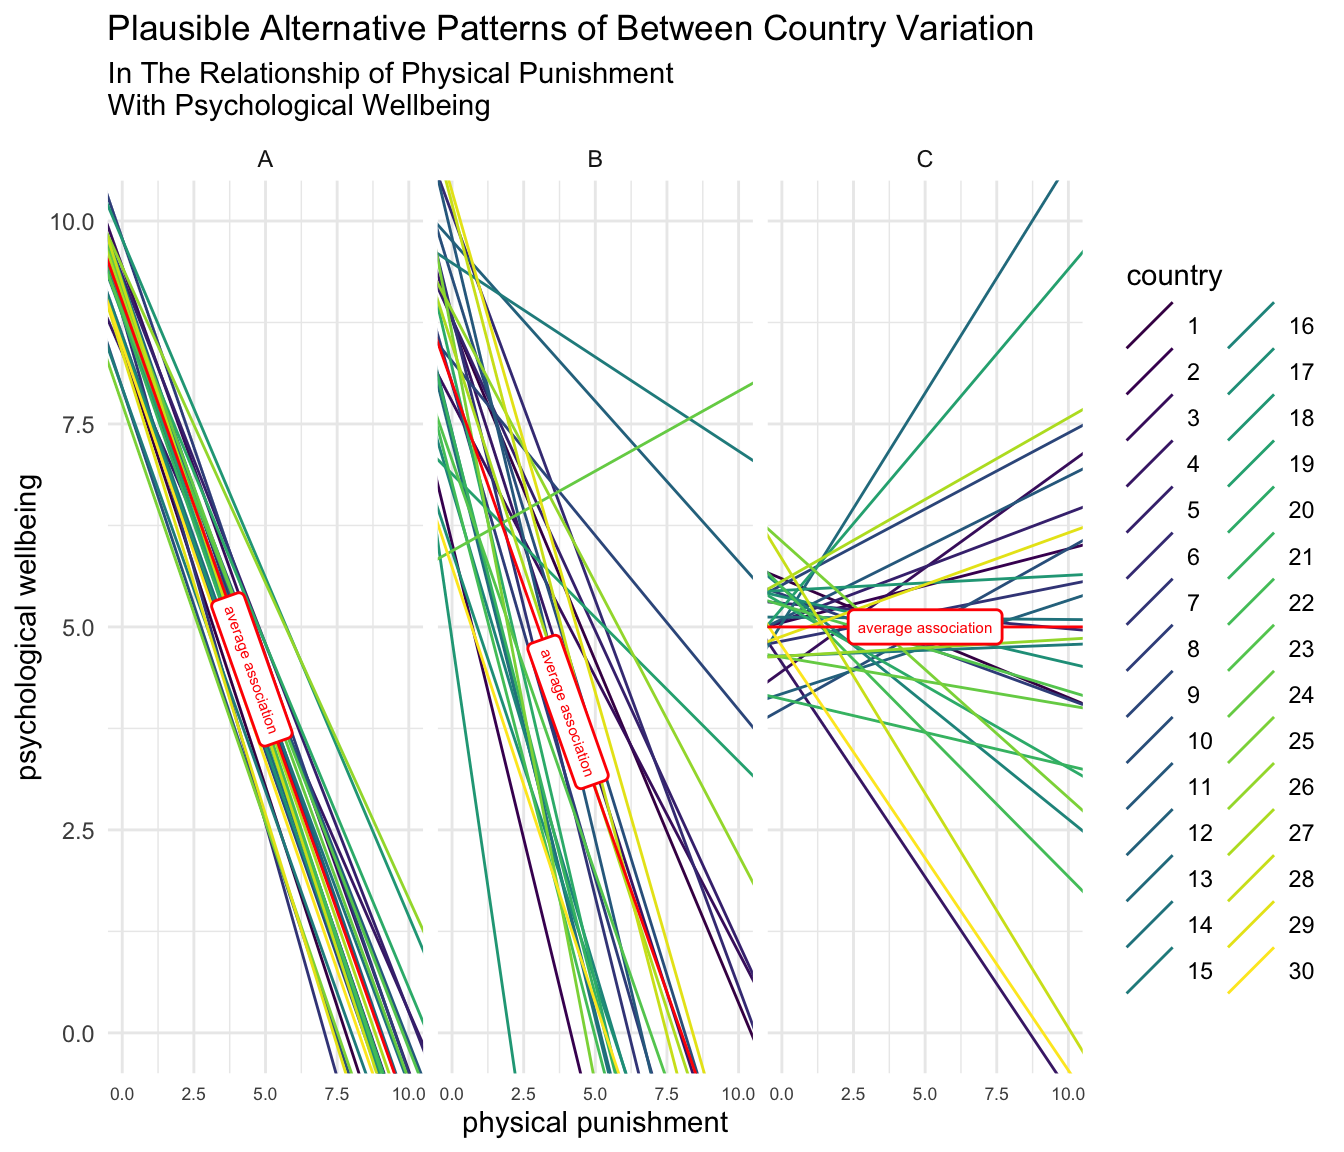 Plausible Alternative Patterns of Between Country Variation
In The Relationship of Physical Punishment
With Psychological Wellbeing
A
B
C
psychological wellbeing
10.0
7.5
5.0
2.5
0.0
average association
average association
average association
0.0 2.5 5.0 7.5 10.0
0.0 2.5 5.0 7.5 10.0
0.0 2.5 5.0 7.5 10.0
physical punishment
country
1
2
3
4
5
6
7
8
9
10
11
12
13
14
15
16
17
18
19
20
21
22
23
24
25
26
27
28
29
30